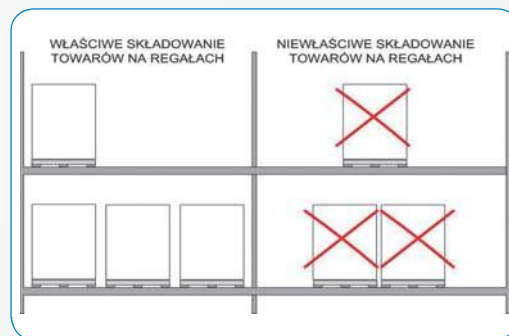 WŁAŚCIWE SKŁADOWANIE
TOWARÓW NA REGAŁACH
NIEWŁAŚCIWE SKŁADOWANIE
TOWARÓW NA REGAŁACH